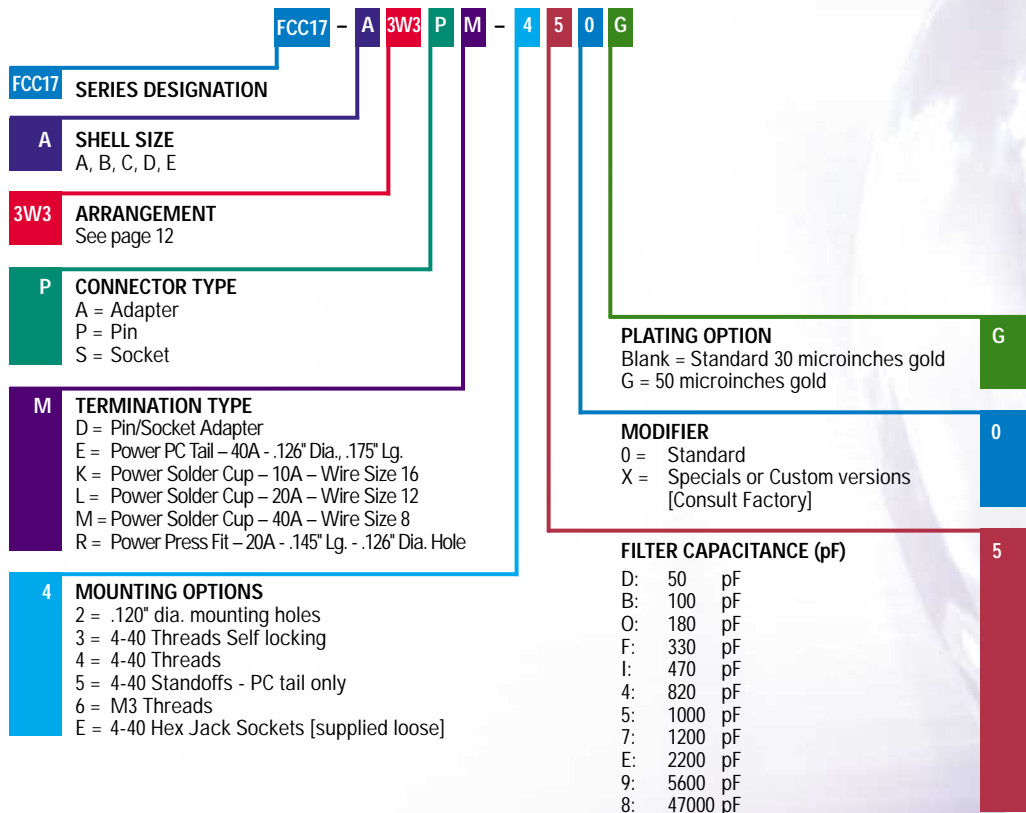 FCC17 – A 3W3 P M – 4 5 0 G
FCC17 SERIES DESIGNATION
A SHELL SIZE
A, B, C, D, E
3W3 ARRANGEMENT
See page 12
P CONNECTOR TYPE
A = Adapter
P = Pin
S = Socket
M TERMINATION TYPE
D = Pin/Socket Adapter
E = Power PC Tail – 40A - .126" Dia., .175" Lg.
K = Power Solder Cup – 10A – Wire Size 16
L = Power Solder Cup – 20A – Wire Size 12
M = Power Solder Cup – 40A – Wire Size 8
R = Power Press Fit – 20A - .145" Lg. - .126" Dia. Hole
4 MOUNTING OPTIONS
2 = .120" dia. mounting holes
3 = 4-40 Threads Self locking
4 = 4-40 Threads
5 = 4-40 Standoffs - PC tail only
6 = M3 Threads
E = 4-40 Hex Jack Sockets [supplied loose]
PLATING OPTION G
Blank = Standard 30 microinches gold
G = 50 microinches gold
MODIFIER 0
0 = Standard
X = Specials or Custom versions
[Consult Factory]
FILTER CAPACITANCE (pF) 5
D: 50 pF
B: 100 pF
O: 180 pF
F: 330 pF
I: 470 pF
4: 820 pF
5: 1000 pF
7: 1200 pF
E: 2200 pF
9: 5600 pF
8: 47000 pF